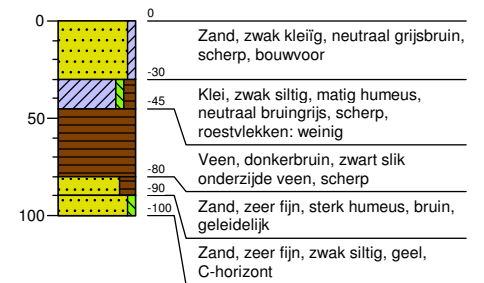 0
0
Zand, zwak kleiïg, neutraal grijsbruin,
scherp, bouwvoor
-30
Klei, zwak siltig, matig humeus,
neutraal bruingrijs, scherp,
roestvlekken: weinig
-45
50
Veen, donkerbruin, zwart slik
onderzijde veen, scherp
-80
Zand, zeer fijn, sterk humeus, bruin,
geleidelijk
-90
-100
100
Zand, zeer fijn, zwak siltig, geel,
C-horizont